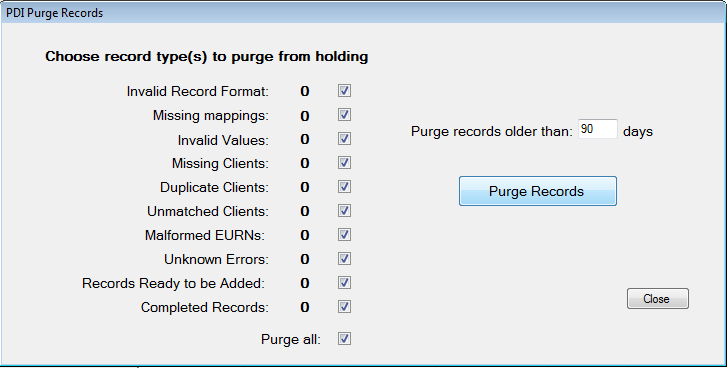 PDI Purge Records
Choose record type(s) to purge from holding
Invalid Record Format: 0
Missing mappings: 0
Invalid Values: 0
Missing Clients: 0
Duplicate Clients: 0
Unmatched Clients: 0
Malformed EURNs: 0
Unknown Errors: 0
Records Ready to be Added: 0
Completed Records: 0
Purge all:
Purge records older than: 90 days
Purge Records
Close